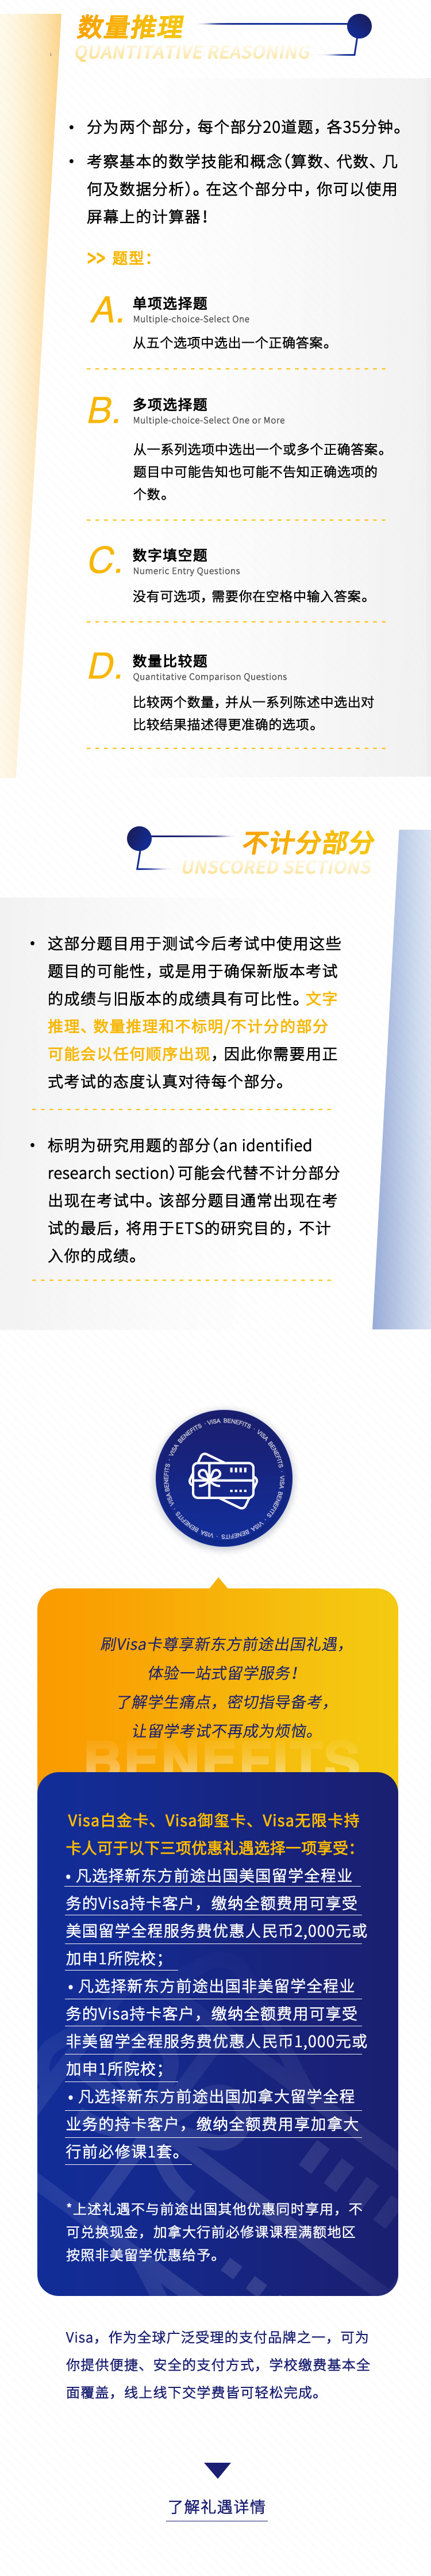 数量推理
QUANTITATIVE REASONING
• 分为两个部分，每个部分20道题，各35分钟。
• 考察基本的数学技能和概念（算数、代数、几
何及数据分析）。在这个部分中，你可以使用
屏幕上的计算器！
>> 题型：
A. 单项选择题
Multiple-choice-Select One
从五个选项中选出一个正确答案。
B. 多项选择题
Multiple-choice-Select One or More
从一系列选项中选出一个或多个正确答案。
题目中可能告知也可能不告知正确选项的
个数。
C. 数字填空题
Numeric Entry Questions
没有可选项，需要你在空格中输入答案。
D. 数量比较题
Quantitative Comparison Questions
比较两个数量，并从一系列陈述中选出对
比较结果描述得更准确的选项。
不计分部分
UNSCORED SECTIONS
• 这部分题目用于测试今后考试中使用这些
题目的可能性，或是用于确保新版本考试
的成绩与旧版本的成绩具有可比性。文字
推理、数量推理和不标明/不计分的部分
可能会以任何顺序出现，因此你需要用正
式考试的态度认真对待每个部分。
• 标明为研究用题的部分（an identified
research section）可能会代替不计分部分
出现在考试中。该部分题目通常出现在考
试的最后，将用于ETS的研究目的，不计
入你的成绩。
VISA BENEFITS · VISA BENEFITS · VISA BENEFITS · VISA BENEFITS · VISA BENEFITS · VISA BENEFITS ·
刷Visa卡尊享新东方前途出国礼遇，
体验一站式留学服务！
了解学生痛点，密切指导备考，
让留学考试不再成为烦恼。
BENEFITS
Visa白金卡、Visa御玺卡、Visa无限卡持
卡人可于以下三项优惠礼遇选择一项享受：
• 凡选择新东方前途出国美国留学全程业
务的Visa持卡客户，缴纳全额费用可享受
美国留学全程服务费优惠人民币2,000元或
加申1所院校；
• 凡选择新东方前途出国非美留学全程业
务的Visa持卡客户，缴纳全额费用可享受
非美留学全程服务费优惠人民币1,000元或
加申1所院校；
• 凡选择新东方前途出国加拿大留学全程
业务的持卡客户，缴纳全额费用享加拿大
行前必修课1套。
*上述礼遇不与前途出国其他优惠同时享用，不
可兑换现金，加拿大行前必修课课程满额地区
按照非美留学优惠给予。
Visa，作为全球广泛受理的支付品牌之一，可为
你提供便捷、安全的支付方式，学校缴费基本全
面覆盖，线上线下交学费皆可轻松完成。
了解礼遇详情